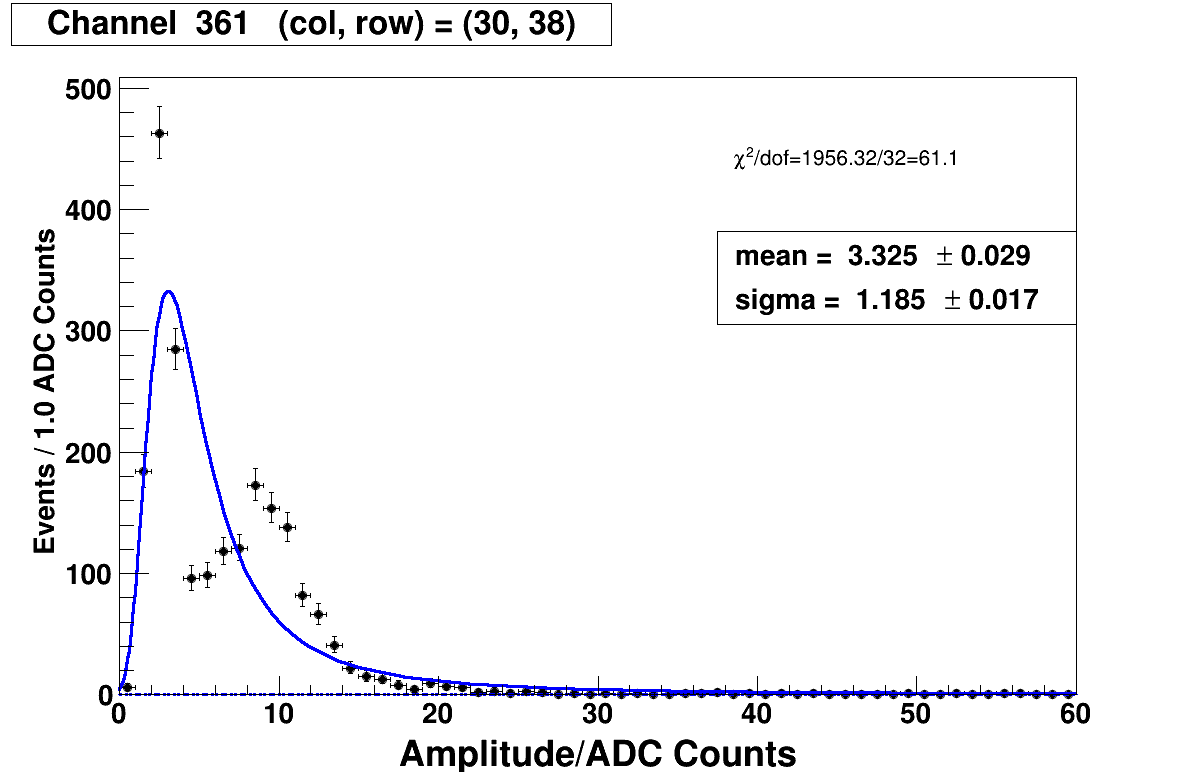 Channel 361 (col, row) = (30, 38)
500
400
300
200
100
0
Events / 1.0 ADC Counts
χ²/dof=1956.32/32=61.1
mean = 3.325 ± 0.029
sigma = 1.185 ± 0.017
0 10 20 30 40 50 60
Amplitude/ADC Counts